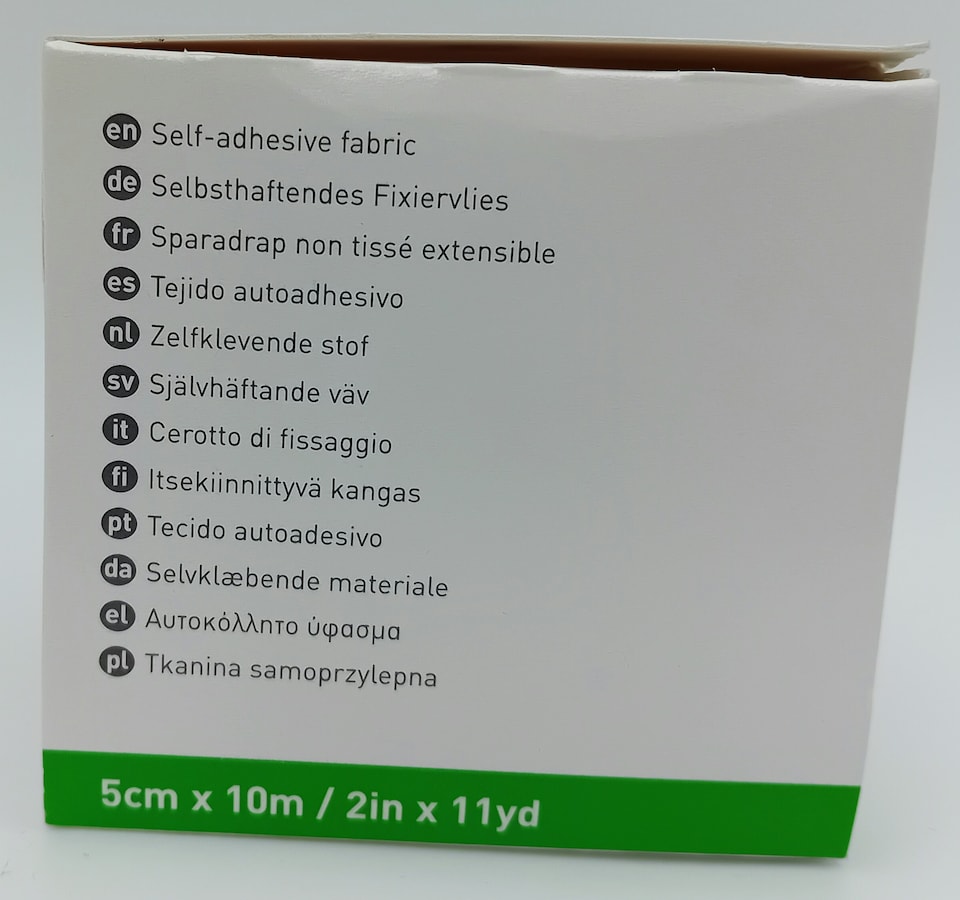 en Self-adhesive fabric
de Selbsthaftendes Fixiervlies
fr Sparadrap non tissé extensible
es Tejido autoadhesivo
nl Zelfklevende stof
sv Självhäftande väv
it Cerotto di fissaggio
fi Itsekiinnittyvä kangas
pt Tecido autoadesivo
da Selvklæbende materiale
el Αυτοκόλλητο ύφασμα
pl Tkanina samoprzylepna
5cm x 10m / 2in x 11yd